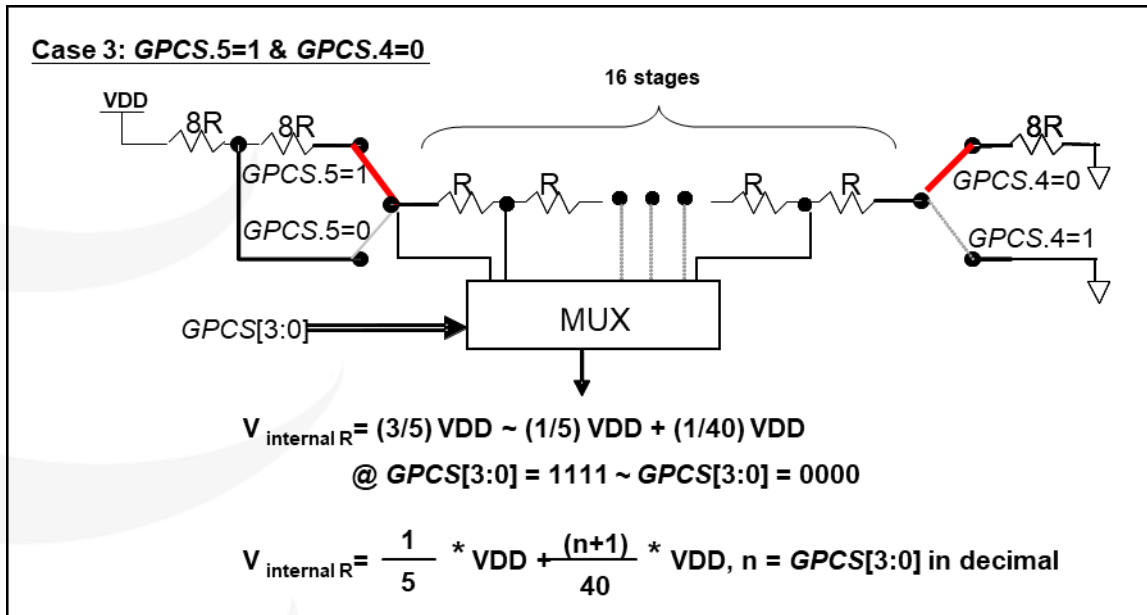 Case 3: GPCS.5=1 & GPCS.4=0
16 stages
VDD
8R
8R
8R
GPCS.5=1
R
R
R
R
GPCS.4=0
GPCS.5=0
GPCS.4=1
MUX
GPCS[3:0]
V internal R = (3/5) VDD ~ (1/5) VDD + (1/40) VDD
@ GPCS[3:0] = 1111 ~ GPCS[3:0] = 0000
V internal R = 1/5 * VDD + (n+1)/40 * VDD, n = GPCS[3:0] in decimal